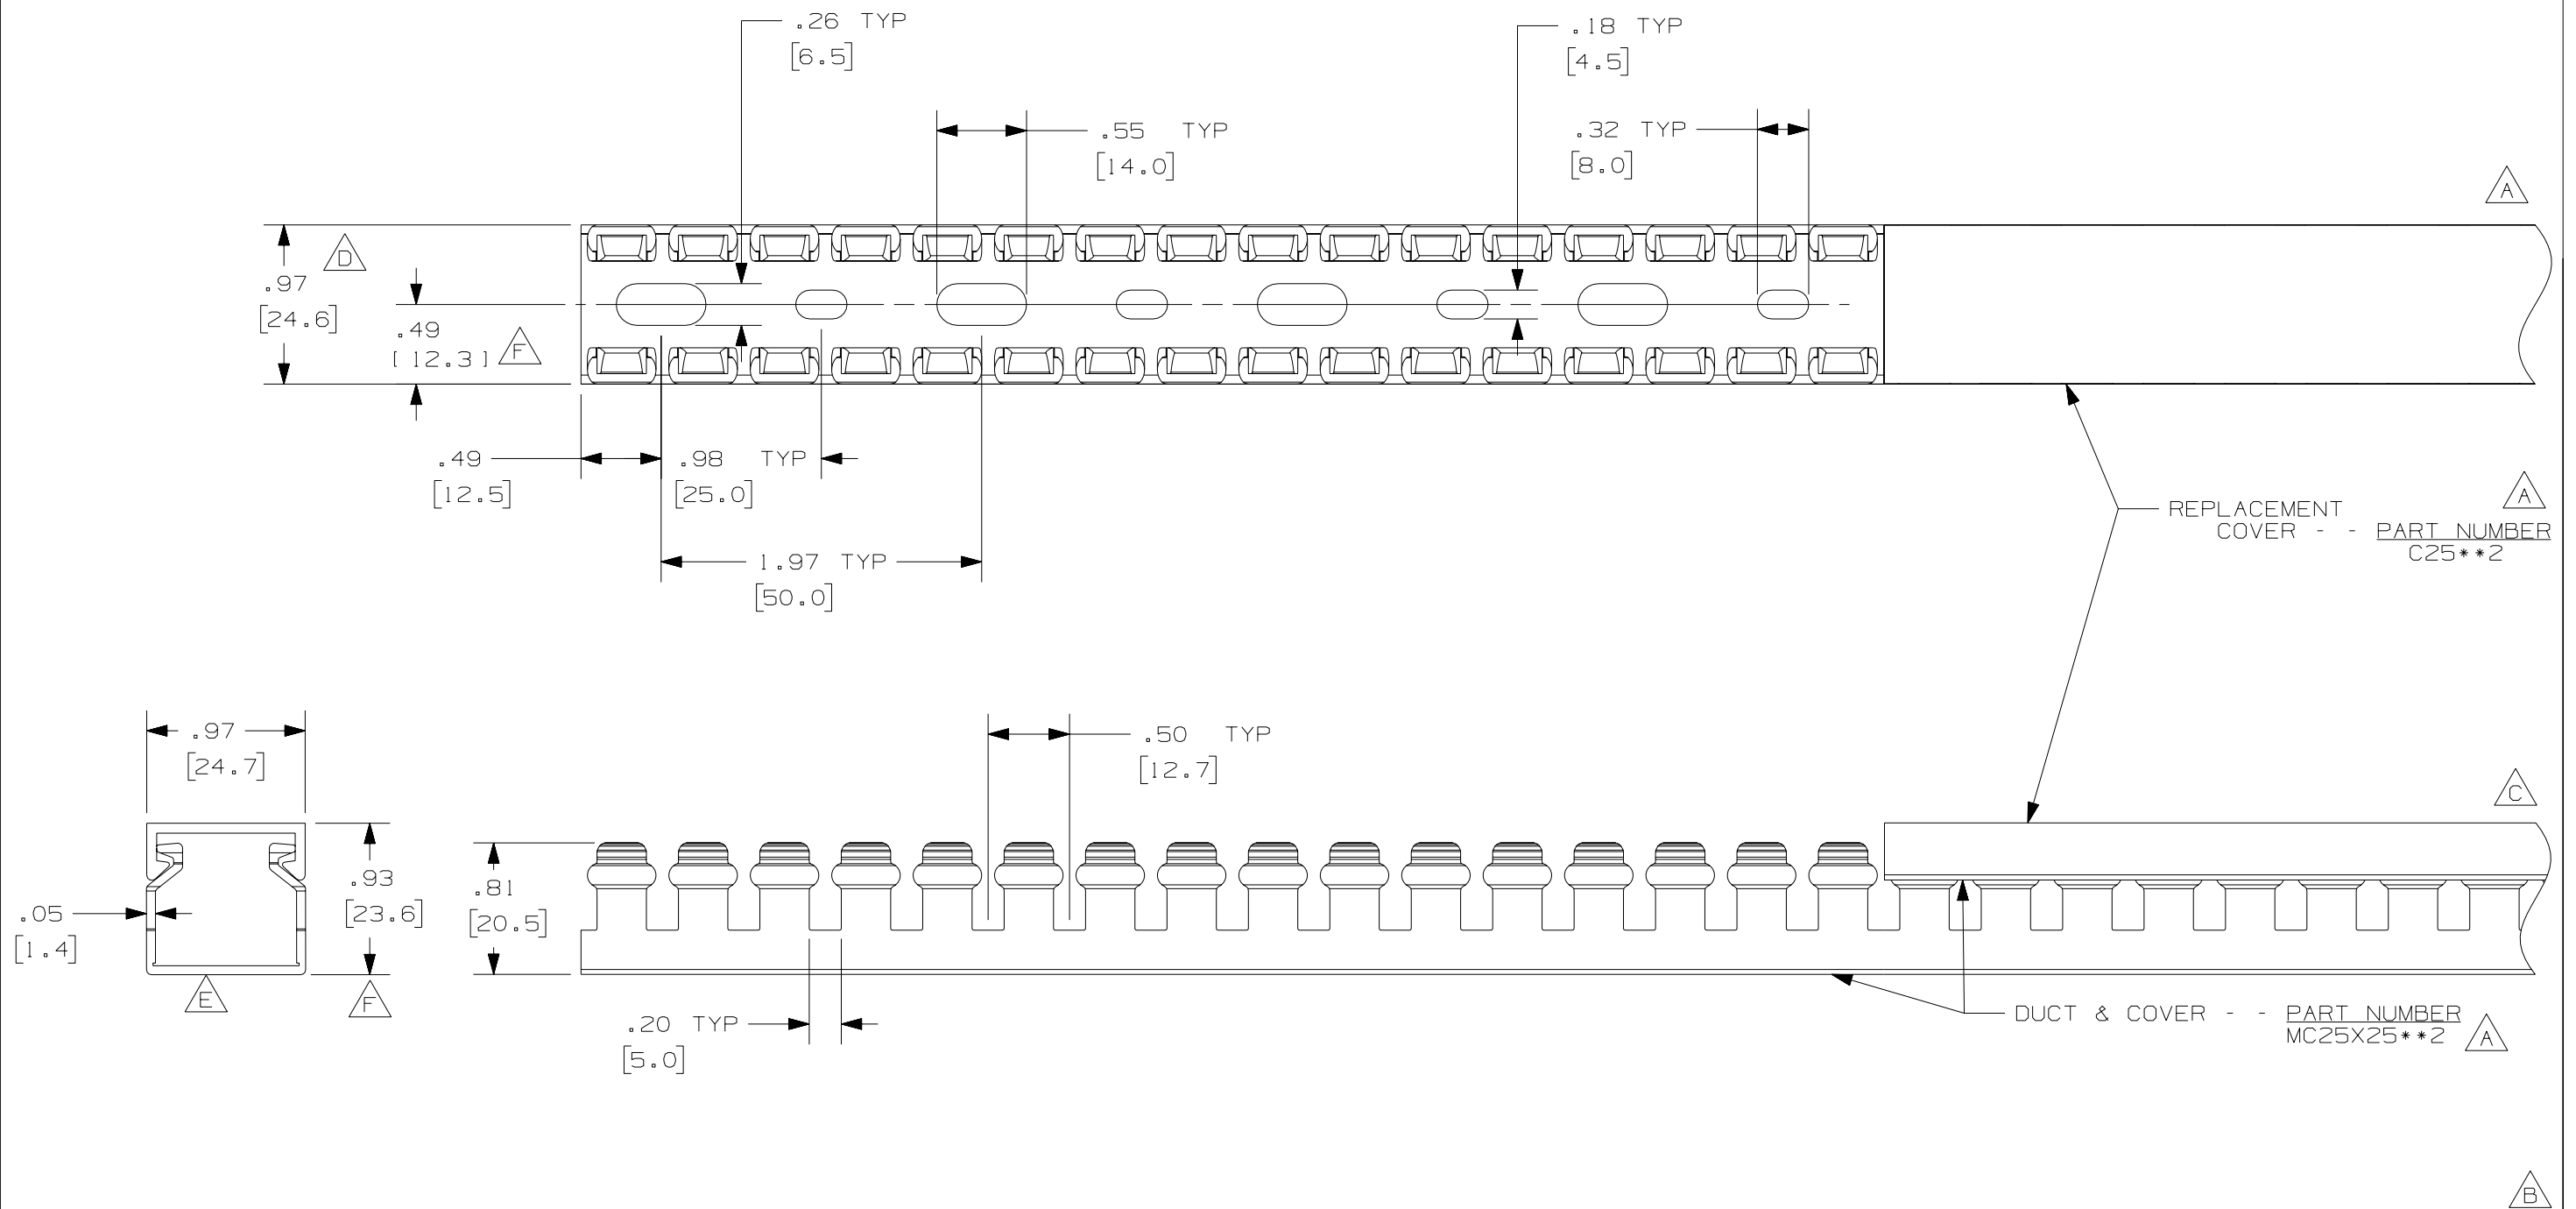 .26 TYP
[6.5]
.18 TYP
[4.5]
.55 TYP
[14.0]
.32 TYP
[8.0]
A
D
.97
[24.6]
.49
[12.3]
F
.49
[12.5]
.98 TYP
[25.0]
1.97 TYP
[50.0]
A
REPLACEMENT
COVER - - PART NUMBER
C25**2
.97
[24.7]
.50 TYP
[12.7]
C
.93
[23.6]
.81
[20.5]
.05
[1.4]
E
F
.20 TYP
[5.0]
DUCT & COVER - - PART NUMBER
MC25X25**2
A
B